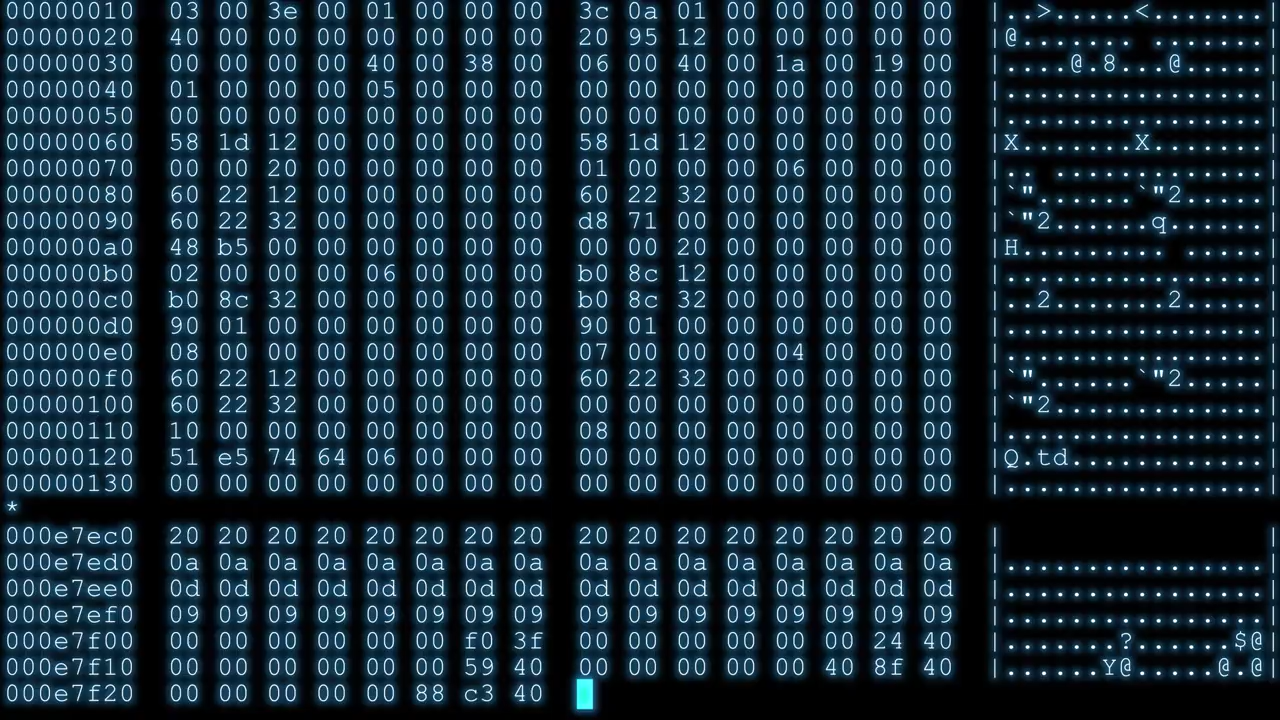 00000010 03 00 3e 00 01 00 00 00 3c 0a 01 00 00 00 00 00 |..>.....<.......|
00000020 40 00 00 00 00 00 00 00 20 95 12 00 00 00 00 00 |@....... .......|
00000030 00 00 00 00 40 00 38 00 06 00 40 00 1a 00 19 00 |....@.8...@.....|
00000040 01 00 00 00 05 00 00 00 00 00 00 00 00 00 00 00 |................|
00000050 00 00 00 00 00 00 00 00 00 00 00 00 00 00 00 00 |................|
00000060 58 1d 12 00 00 00 00 00 58 1d 12 00 00 00 00 00 |X.......X.......|
00000070 00 00 20 00 00 00 00 00 01 00 00 00 06 00 00 00 |.. .............|
00000080 60 22 12 00 00 00 00 00 60 22 32 00 00 00 00 00 |`"......`"2.....|
00000090 60 22 32 00 00 00 00 00 d8 71 00 00 00 00 00 00 |`"2......q......|
000000a0 48 b5 00 00 00 00 00 00 00 00 20 00 00 00 00 00 |H......... .....|
000000b0 02 00 00 00 06 00 00 00 b0 8c 12 00 00 00 00 00 |................|
000000c0 b0 8c 32 00 00 00 00 00 b0 8c 32 00 00 00 00 00 |..2.......2.....|
000000d0 90 01 00 00 00 00 00 00 90 01 00 00 00 00 00 00 |................|
000000e0 08 00 00 00 00 00 00 00 07 00 00 00 04 00 00 00 |................|
000000f0 60 22 12 00 00 00 00 00 60 22 32 00 00 00 00 00 |`"......`"2.....|
00000100 60 22 32 00 00 00 00 00 00 00 00 00 00 00 00 00 |`"2.............|
00000110 10 00 00 00 00 00 00 00 08 00 00 00 00 00 00 00 |................|
00000120 51 e5 74 64 06 00 00 00 00 00 00 00 00 00 00 00 |Q.td............|
00000130 00 00 00 00 00 00 00 00 00 00 00 00 00 00 00 00 |................|
*
000e7ec0 20 20 20 20 20 20 20 20 20 20 20 20 20 20 20 20 |                |
000e7ed0 0a 0a 0a 0a 0a 0a 0a 0a 0a 0a 0a 0a 0a 0a 0a 0a |................|
000e7ee0 0d 0d 0d 0d 0d 0d 0d 0d 0d 0d 0d 0d 0d 0d 0d 0d |................|
000e7ef0 09 09 09 09 09 09 09 09 09 09 09 09 09 09 09 09 |................|
000e7f00 00 00 00 00 00 00 f0 3f 00 00 00 00 00 00 24 40 |.......?......$@|
000e7f10 00 00 00 00 00 00 59 40 00 00 00 00 00 40 8f 40 |......Y@.....@.@|
000e7f20 00 00 00 00 00 88 c3 40